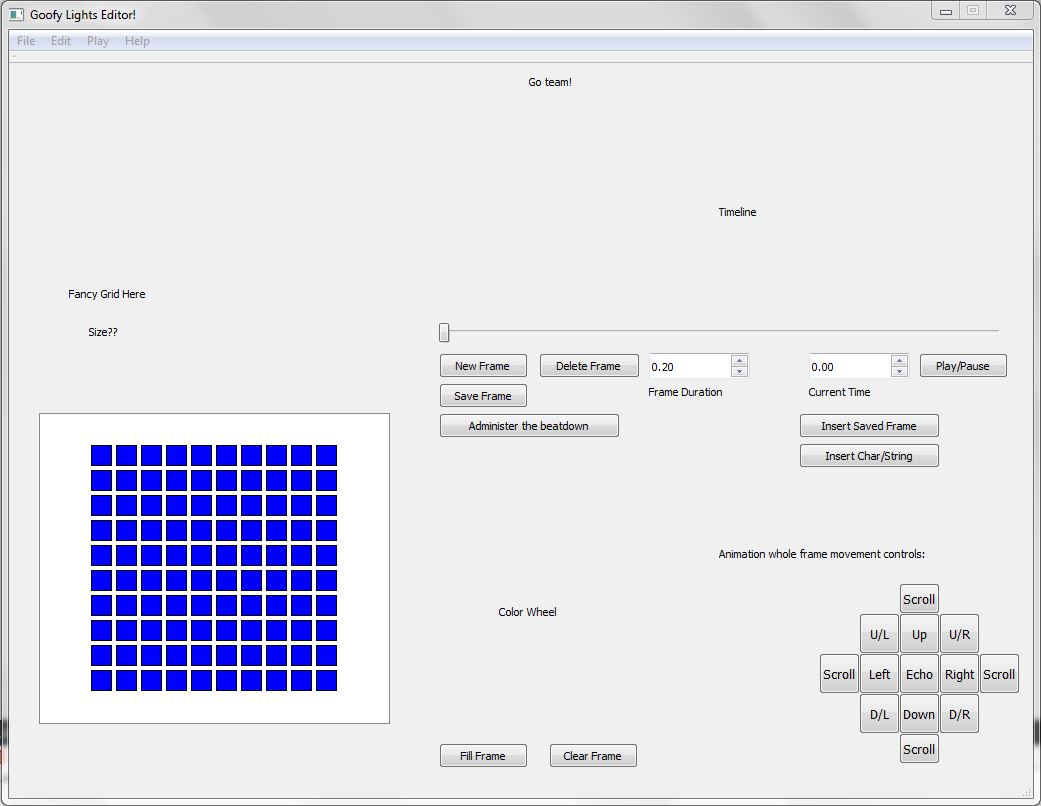 Goofy Lights Editor!
File Edit Play Help
Go team!
Timeline
Fancy Grid Here
Size??
New Frame Delete Frame 0.20 0.00 Play/Pause
Save Frame Frame Duration Current Time
Administer the beatdown Insert Saved Frame
Insert Char/String
Animation whole frame movement controls:
Scroll
Color Wheel
U/L Up U/R
Scroll Left Echo Right Scroll
D/L Down D/R
Scroll
Fill Frame Clear Frame